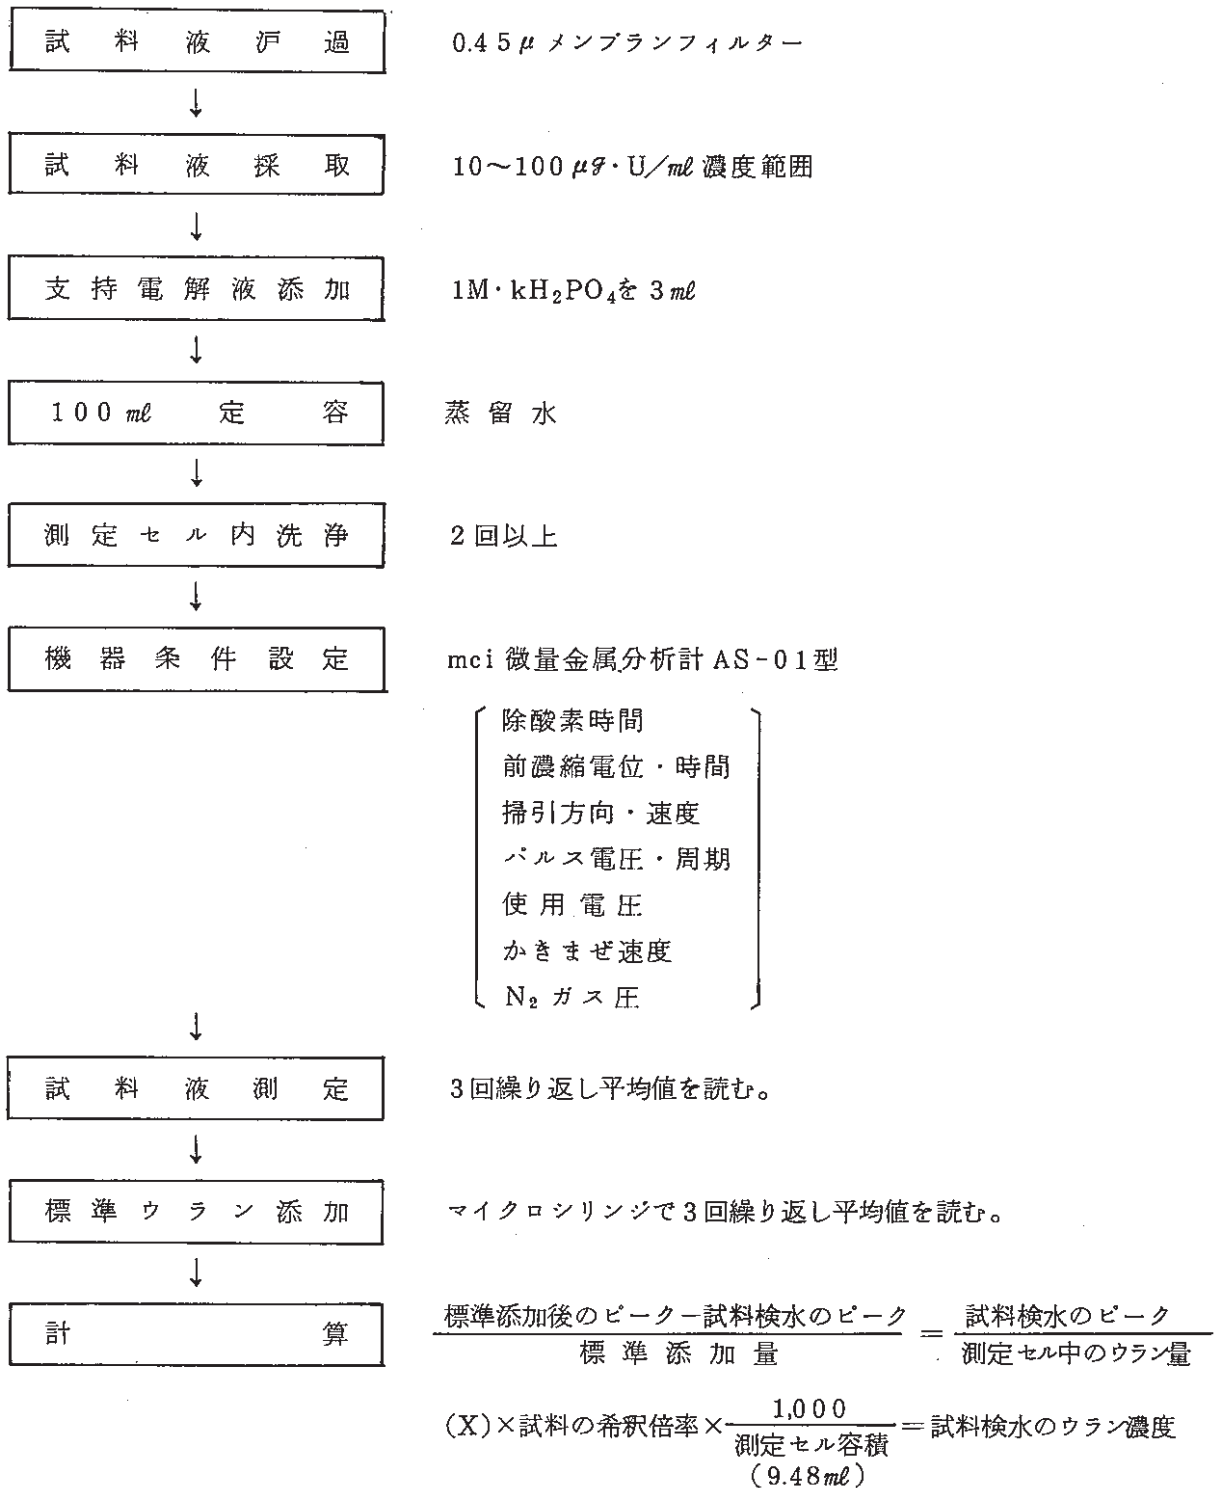 試料液沪過 0.45μ メンブランフィルター
↓
試料液採取 10～100 μg・U/ml 濃度範囲
↓
支持電解液添加 1M・kH₂PO₄を 3ml
↓
100ml 定容 蒸留水
↓
測定セル内洗浄 2回以上
↓
機器条件設定 mci 微量金属分析計 AS-01型
除酸素時間
前濃縮電位・時間
掃引方向・速度
パルス電圧・周期
使用電圧
かきまぜ速度
N₂ ガス圧
↓
試料液測定 3回繰り返し平均値を読む。
↓
標準ウラン添加 マイクロシリンジで3回繰り返し平均値を読む。
↓
計算 標準添加後のピーク－試料検水のピーク/標準添加量 = 試料検水のピーク/測定セル中のウラン量
(X)×試料の希釈倍率×1,000/測定セル容積(9.48ml)＝試料検水のウラン濃度